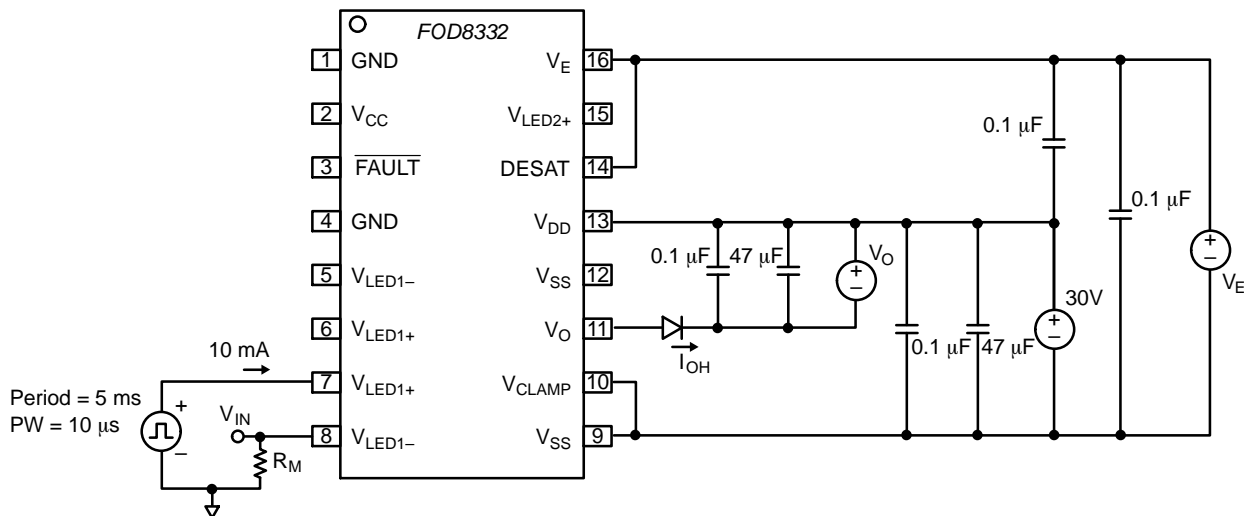 FOD8332
1 GND
2 VCC
3 FAULT
4 GND
5 VLED1–
6 VLED1+
7 VLED1+
8 VLED1–
VE 16
VLED2+ 15
DESAT 14
VDD 13
VSS 12
VO 11
VCLAMP 10
VSS 9
10 mA
Period = 5 ms
PW = 10 μs
+
–
VIN
RM
0.1 μF
47 μF
+
–
VO
IOH
0.1 μF
47 μF
0.1 μF
30V
+
–
0.1 μF
+
–
VE